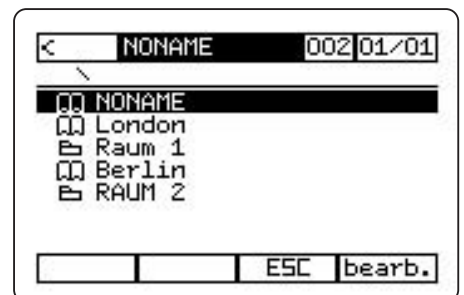 < NONAME 002 01/01
\
NONAME
London
Raum 1
Berlin
RAUM 2
ESC bearb.